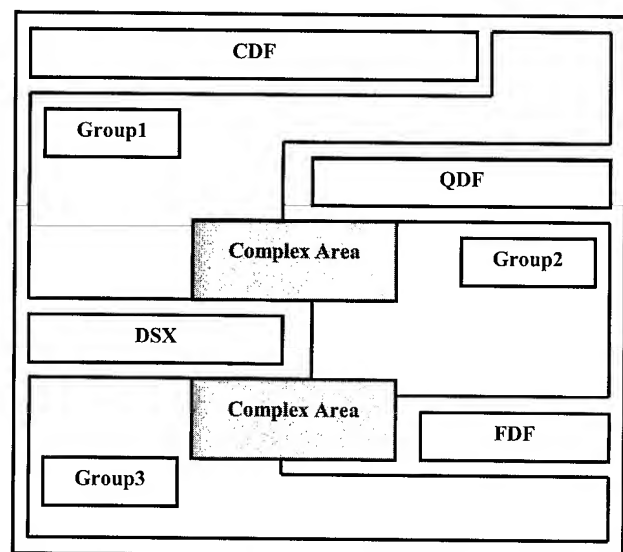 CDF
Group1
QDF
Complex Area
Group2
DSX
Complex Area
FDF
Group3